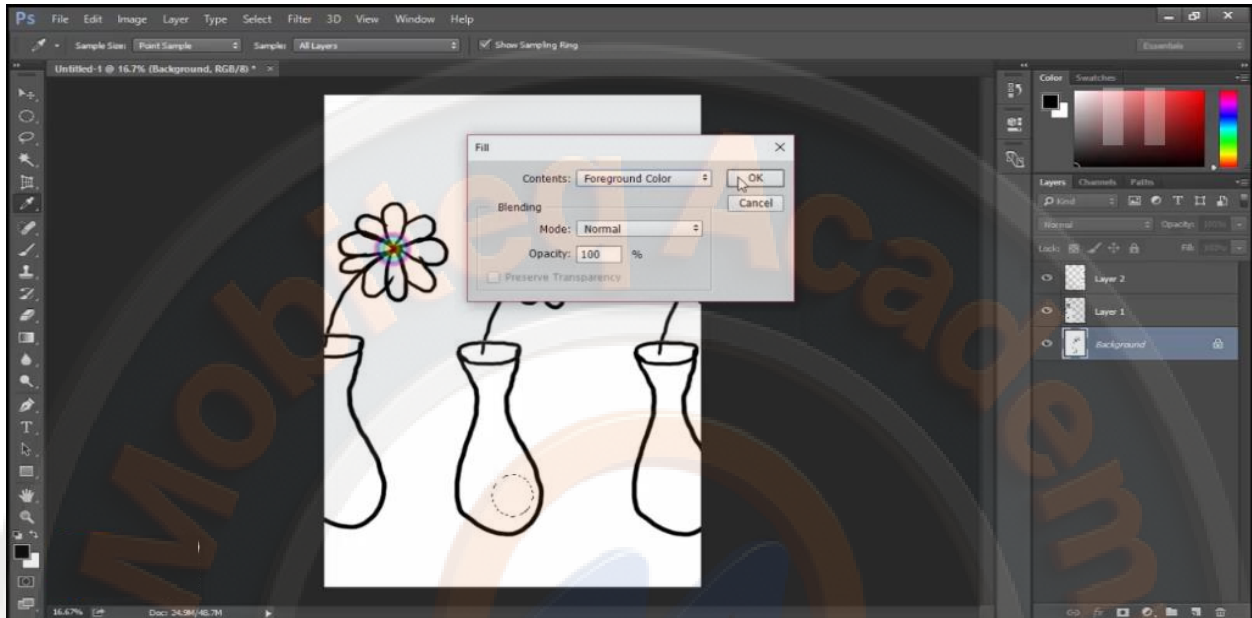 Ps File Edit Image Layer Type Select Filter 3D View Window Help
Sample Size: Point Sample Sample: All Layers Show Sampling Ring Essentials
Untitled-1 @ 16.7% (Background, RGB/8) * ×
Color Swatches
Fill
Contents: Foreground Color OK
Cancel
Blending
Mode: Normal
Opacity: 100 %
Preserve Transparency
Layers Channels Paths
Kind
Normal Opacity: 100%
Lock: Fill: 100%
Layer 2
Layer 1
Background
Mobiteq Academ
16.67% Doc: 24.9M/48.7M